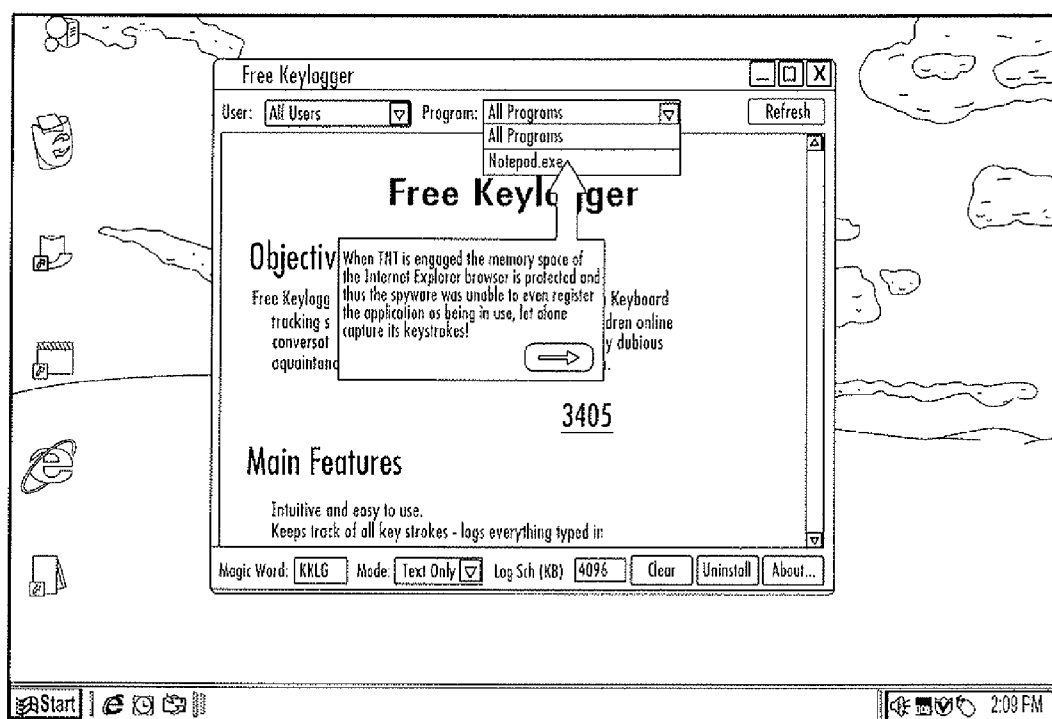 Free Keylogger
User: All Users Program: All Programs Refresh
All Programs
Notepad.exe
Free Keylogger
Objectiv
When TNT is engaged the memory space of
the Internet Explorer browser is protected and
thus the spyware was unable to even register
the application as being in use, let alone
capture its keystrokes!
Free Keylogg Keyboard
tracking s dren online
conversat y dubious
aquaintanc
3405
Main Features
Intuitive and easy to use.
Keeps track of all key strokes - logs everything typed in
Magic Word: KKLG Mode: Text Only Log Sch (KB) 4096 Clear Uninstall About...
Start 2:09 PM